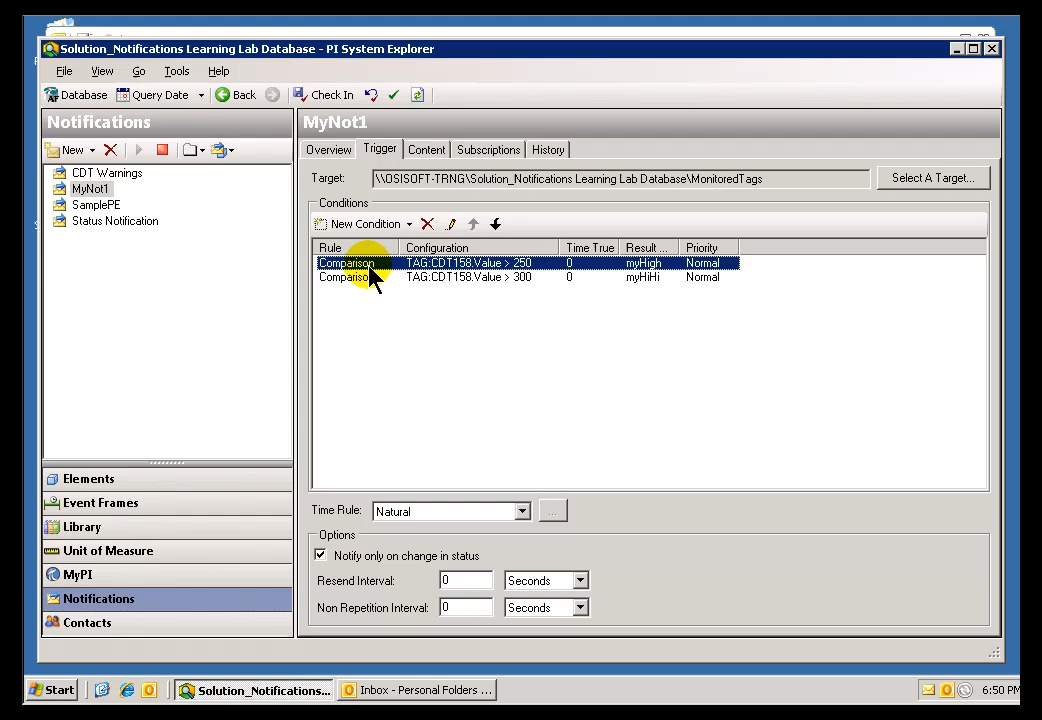 Solution_Notifications Learning Lab Database - PI System Explorer
File View Go Tools Help
Database Query Date Back Check In
Notifications
New
CDT Warnings
MyNot1
SamplePE
Status Notification
Elements
Event Frames
Library
Unit of Measure
MyPI
Notifications
Contacts
MyNot1
Overview Trigger Content Subscriptions History
Target: \\OSISOFT-TRNG\Solution_Notifications Learning Lab Database\MonitoredTags Select A Target...
Conditions
New Condition
Rule Configuration Time True Result ... Priority
Comparison TAG:CDT158.Value > 250 0 myHigh Normal
Comparison TAG:CDT158.Value > 300 0 myHiHi Normal
Time Rule: Natural ...
Options
Notify only on change in status
Resend Interval: 0 Seconds
Non Repetition Interval: 0 Seconds
Start Solution_Notifications... Inbox - Personal Folders ... 6:50 PM